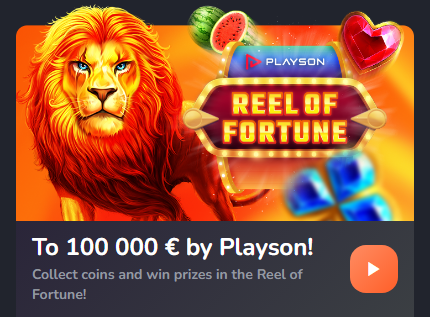 PLAYSON
REEL OF
FORTUNE
To 100 000 € by Playson!
Collect coins and win prizes in the Reel of
Fortune!